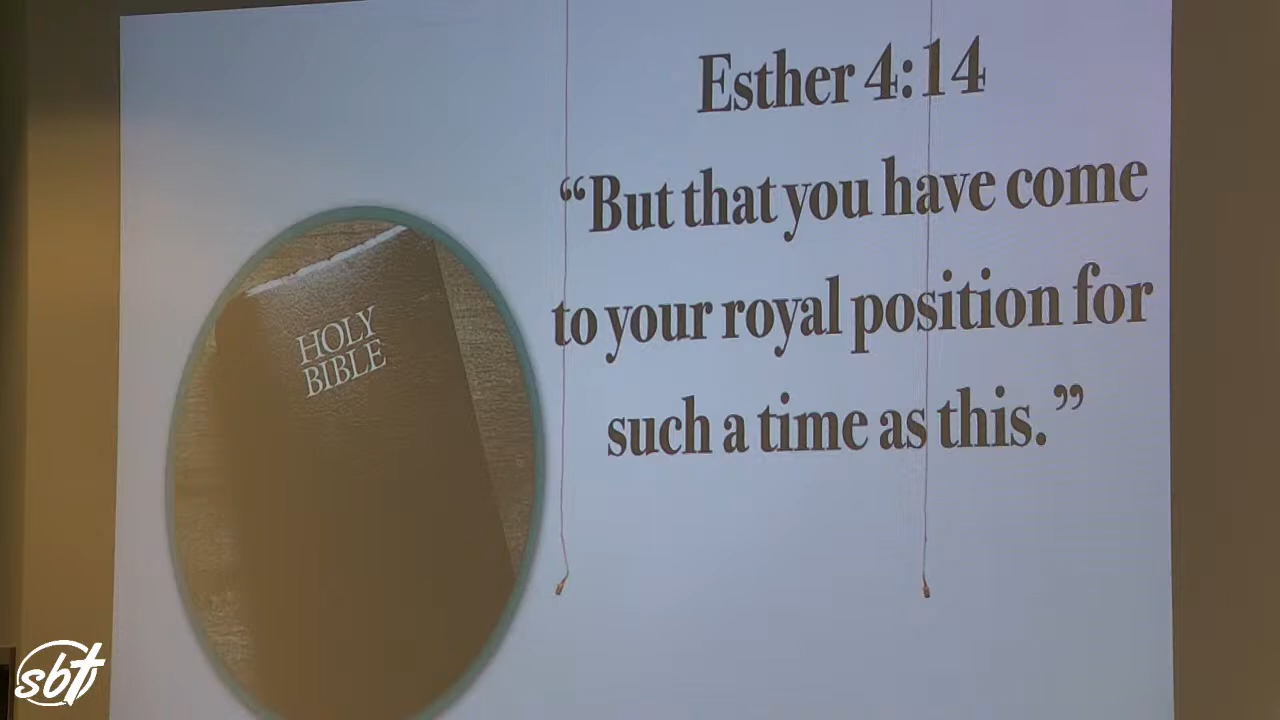 Esther 4:14
“But that you have come
to your royal position for
such a time as this.”
HOLY
BIBLE
sbt